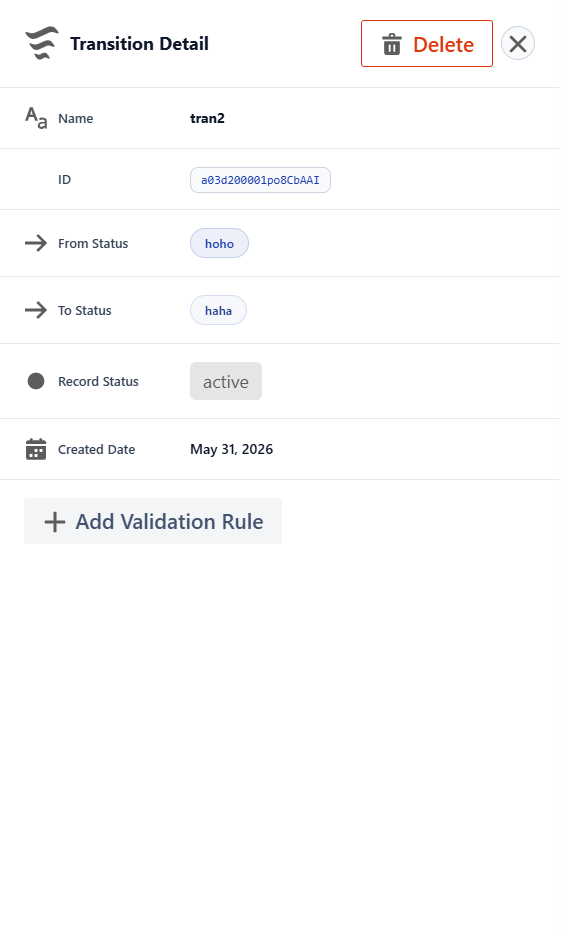 Transition Detail
Delete
Name
tran2
ID
a03d200001po8CbAAI
From Status
hoho
To Status
haha
Record Status
active
Created Date
May 31, 2026
Add Validation Rule